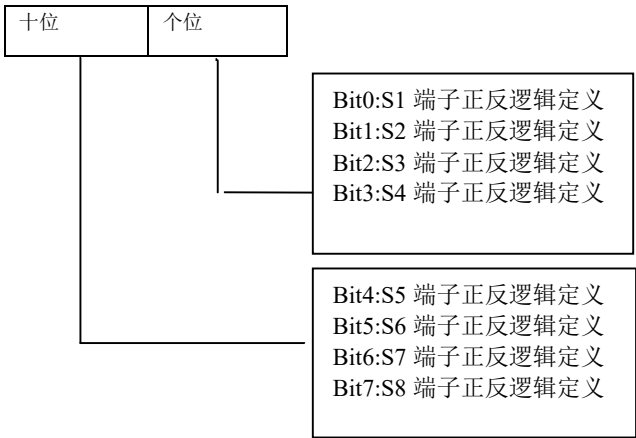 十位 个位
Bit0:S1 端子正反逻辑定义
Bit1:S2 端子正反逻辑定义
Bit2:S3 端子正反逻辑定义
Bit3:S4 端子正反逻辑定义
Bit4:S5 端子正反逻辑定义
Bit5:S6 端子正反逻辑定义
Bit6:S7 端子正反逻辑定义
Bit7:S8 端子正反逻辑定义